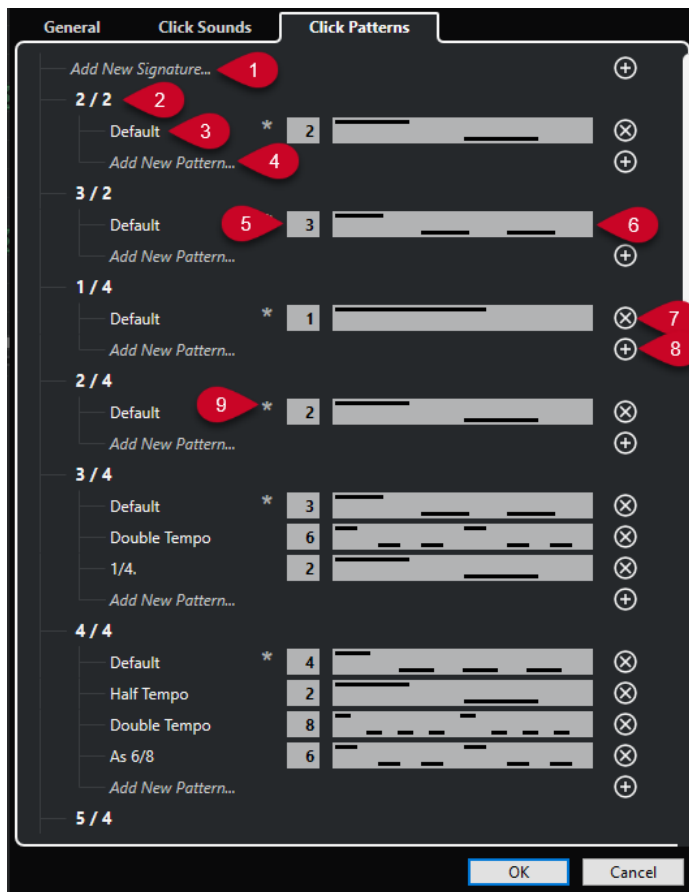 General Click Sounds Click Patterns
Add New Signature... 1
2 / 2 2
Default 3 * 2
Add New Pattern... 4
3 / 2
Default 5 3 6
Add New Pattern...
1 / 4
Default * 1 7
Add New Pattern... 8
2 / 4
Default 9 * 2
Add New Pattern...
3 / 4
Default * 3
Double Tempo 6
1/4. 2
Add New Pattern...
4 / 4
Default * 4
Half Tempo 2
Double Tempo 8
As 6/8 6
Add New Pattern...
5 / 4
OK Cancel